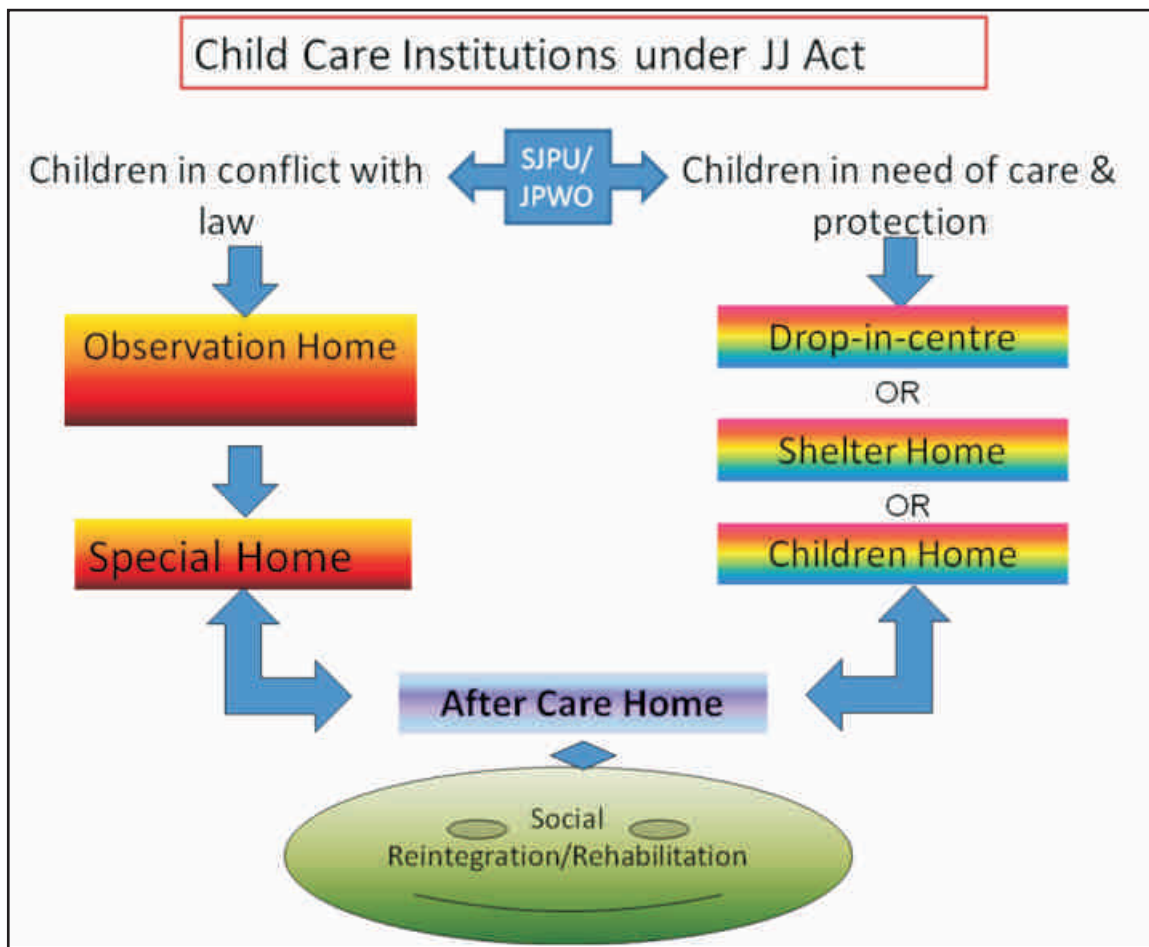 Child Care Institutions under JJ Act
SJPU/
JPWO
Children in conflict with
law
Observation Home
Special Home
Children in need of care &
protection
Drop-in-centre
OR
Shelter Home
OR
Children Home
After Care Home
Social
Reintegration/Rehabilitation